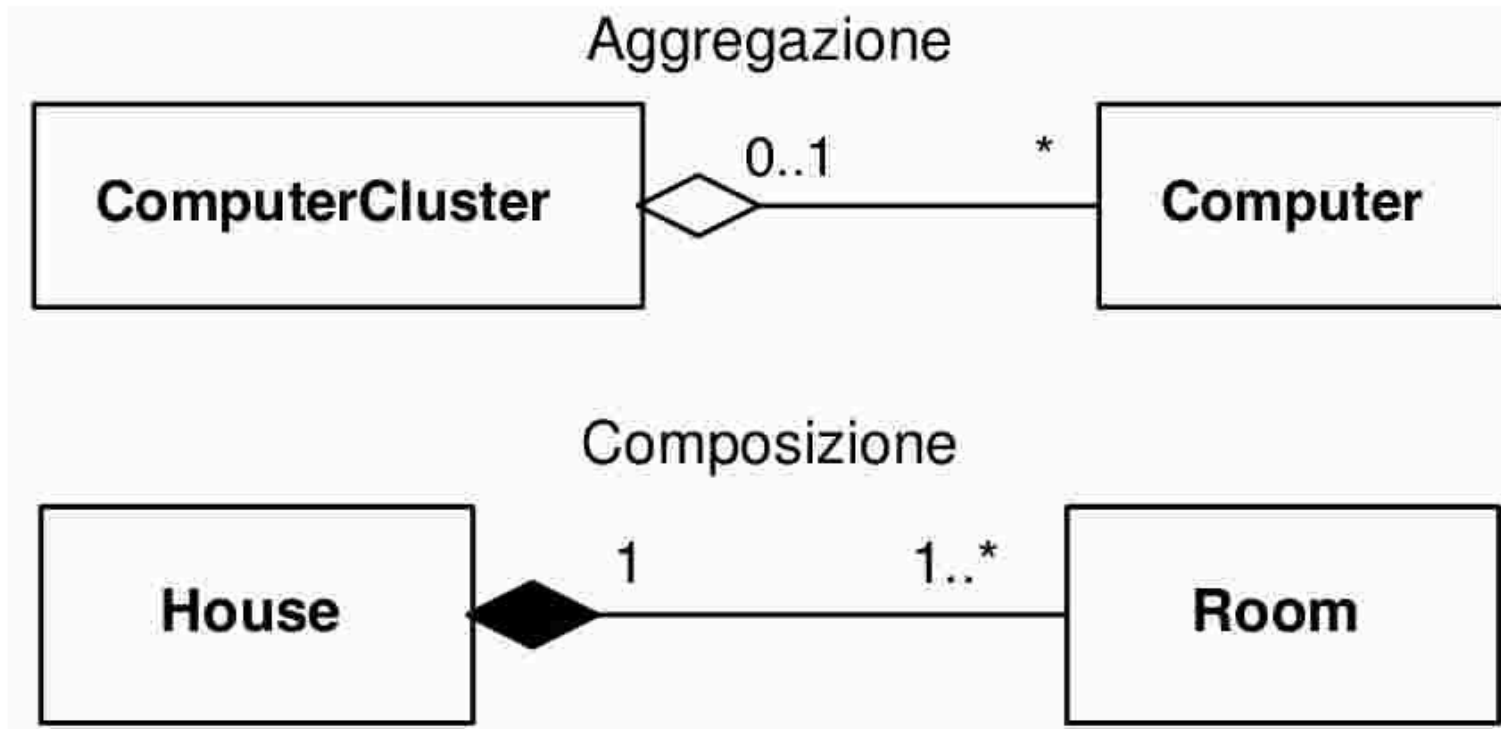 Aggregazione
0..1 *
ComputerCluster Computer
Composizione
1 1..*
House Room